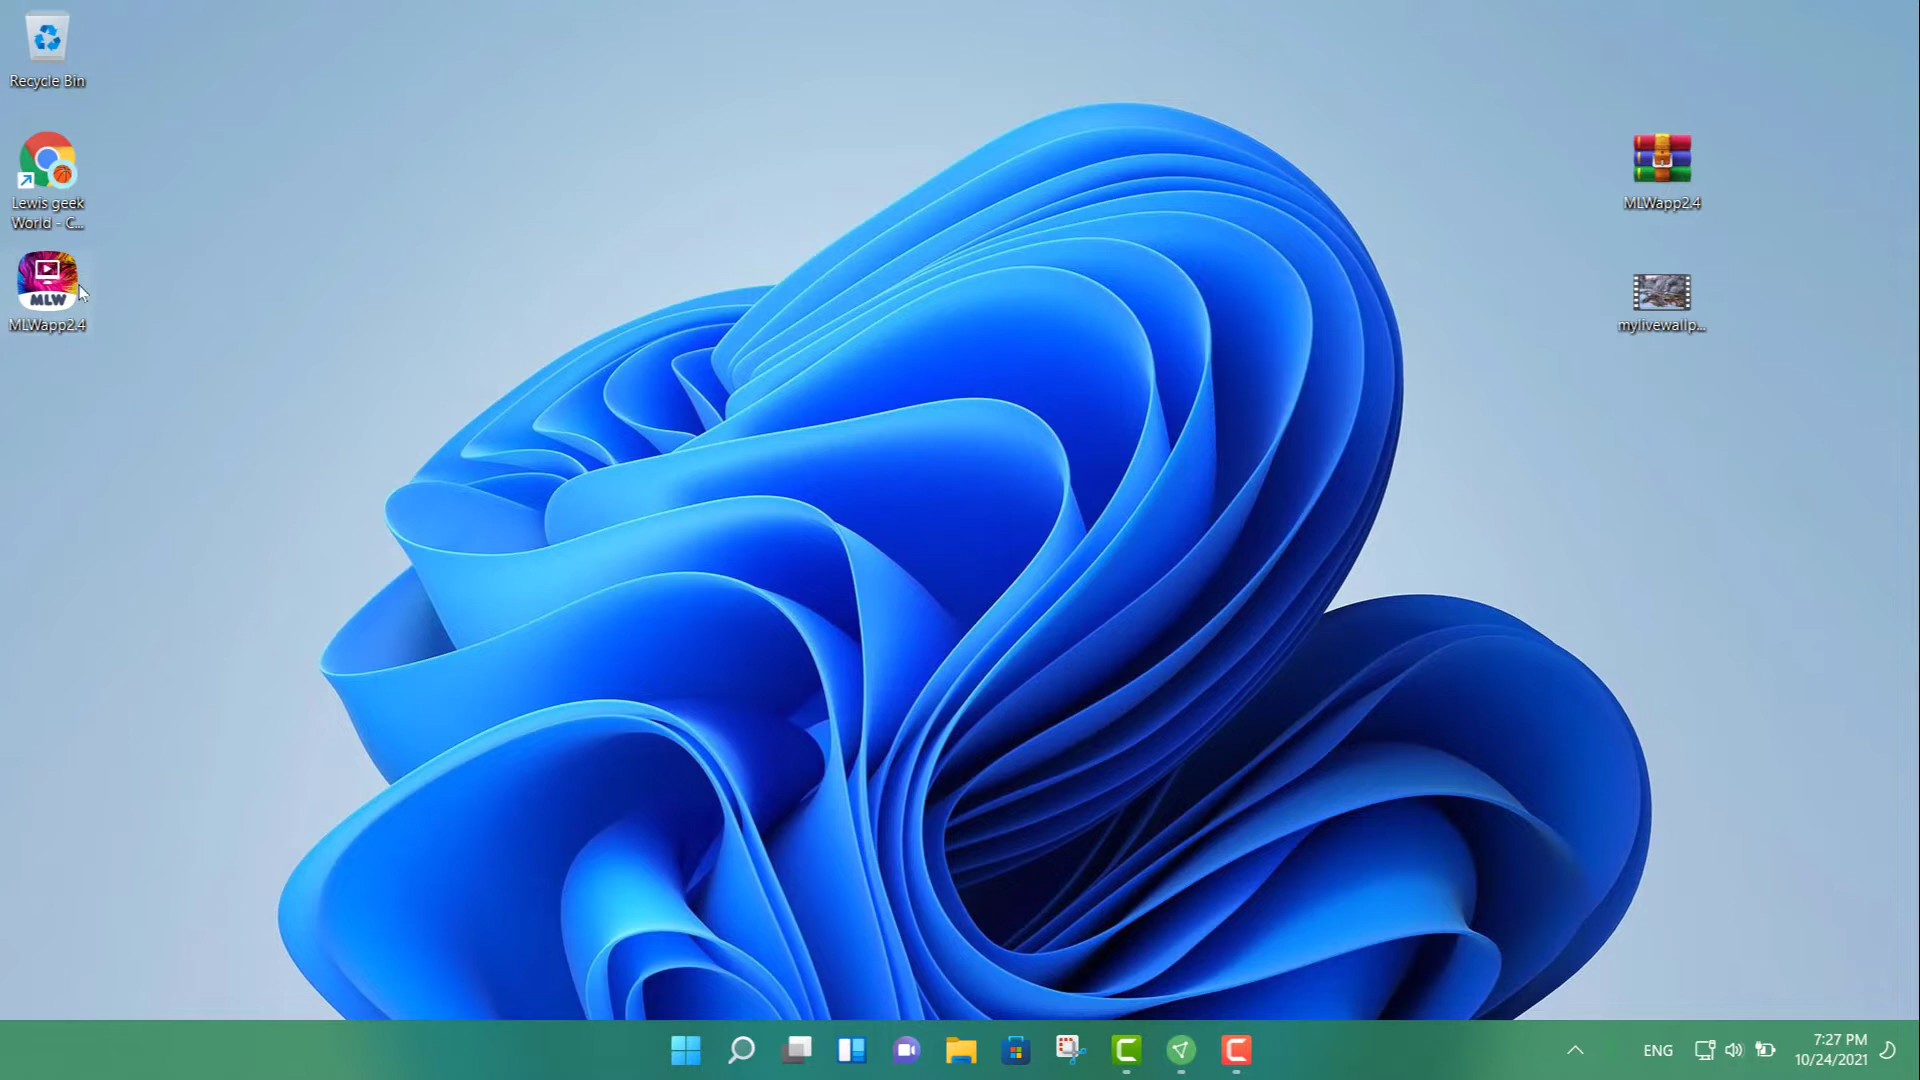 Recycle Bin
Lewis geek
World - C...
MLW
MLWapp2.4
MLWapp2.4
mylivewallp...
ENG
7:27 PM
10/24/2021